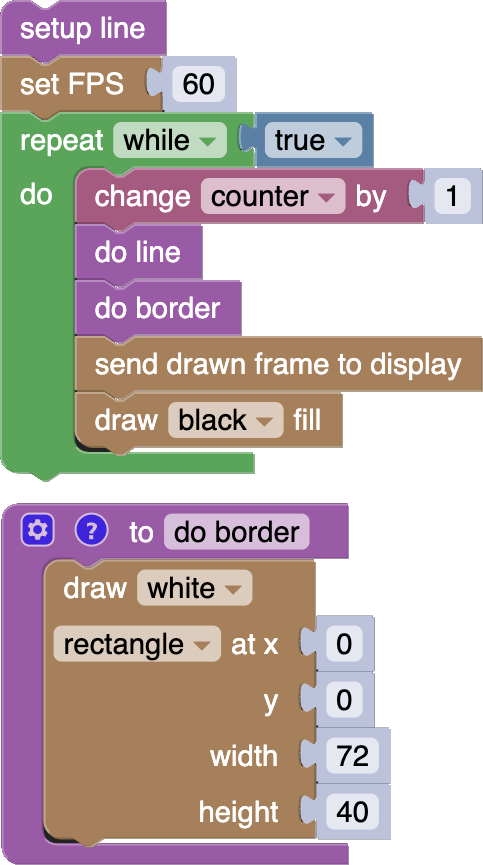 setup line
set FPS 60
repeat while true
do change counter by 1
do line
do border
send drawn frame to display
draw black fill
? to do border
draw white
rectangle at x 0
y 0
width 72
height 40